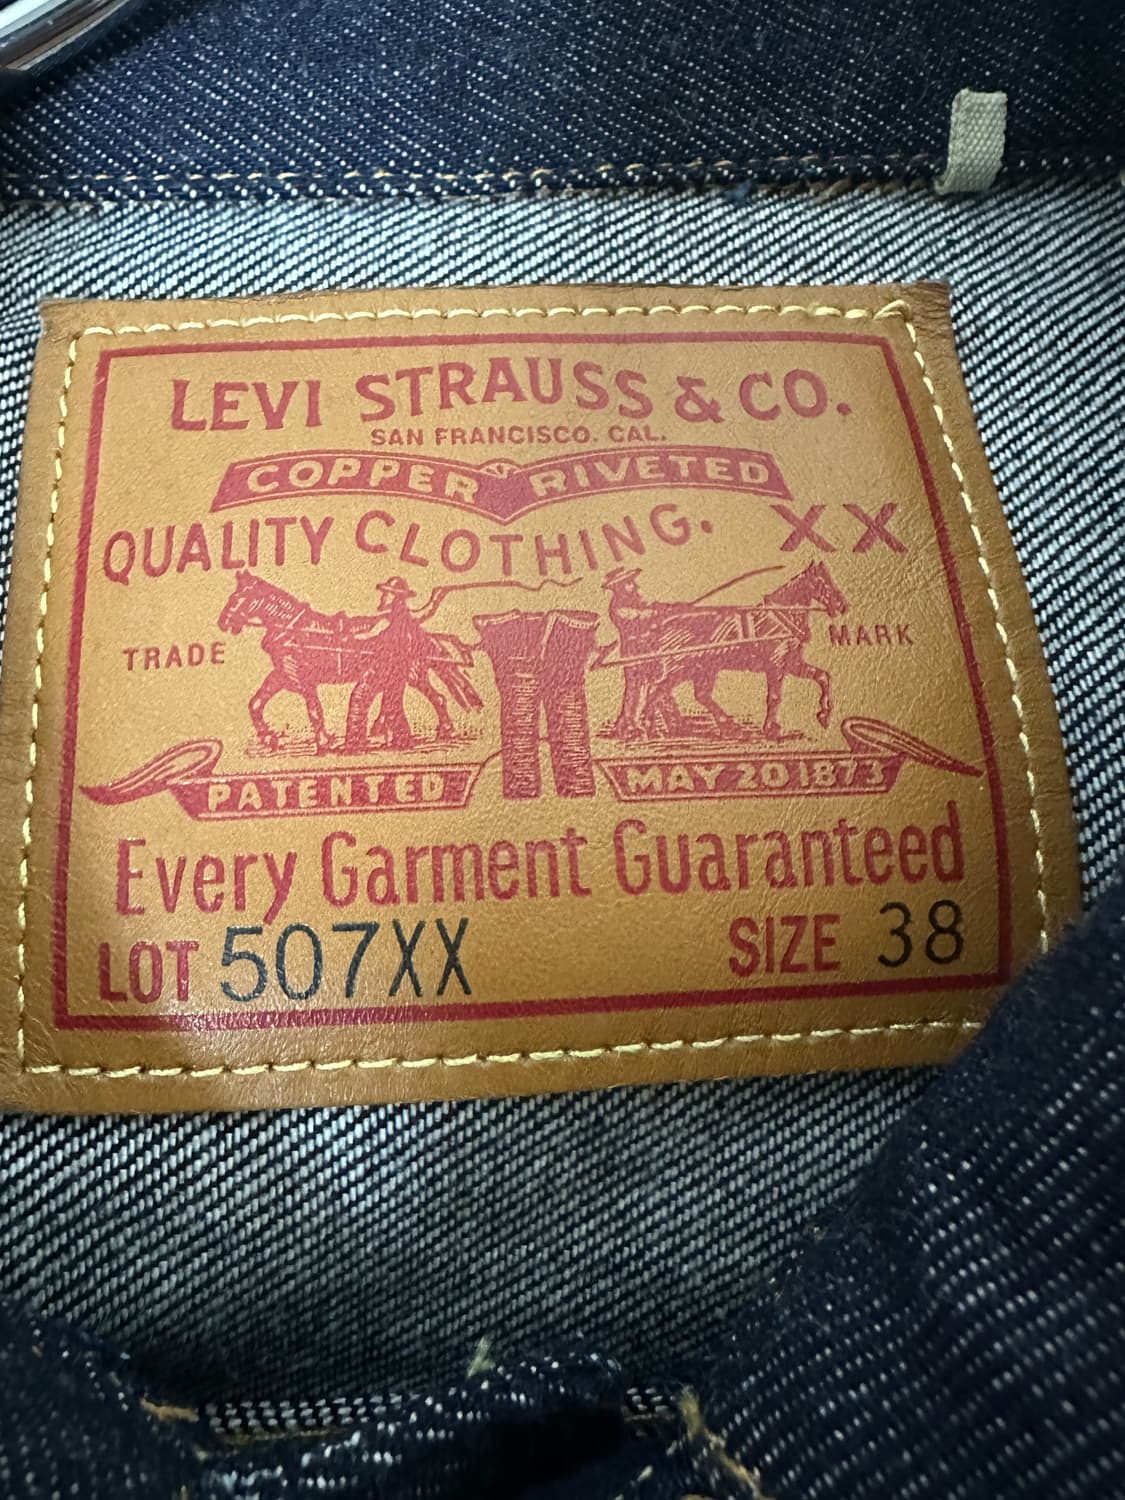 LEVI STRAUSS & CO.
SAN FRANCISCO. CAL.
COPPER RIVETED
QUALITY CLOTHING. XX
TRADE MARK
PATENTED MAY 20 1873
Every Garment Guaranteed
LOT 507XX SIZE 38